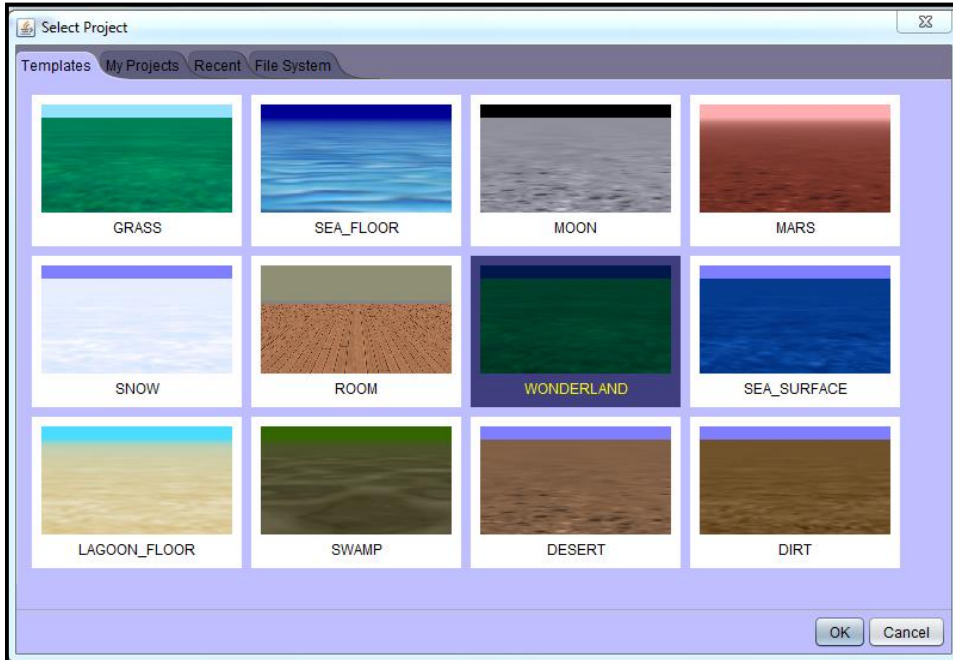 Select Project
Templates My Projects Recent File System
GRASS SEA_FLOOR MOON MARS
SNOW ROOM WONDERLAND SEA_SURFACE
LAGOON_FLOOR SWAMP DESERT DIRT
OK Cancel